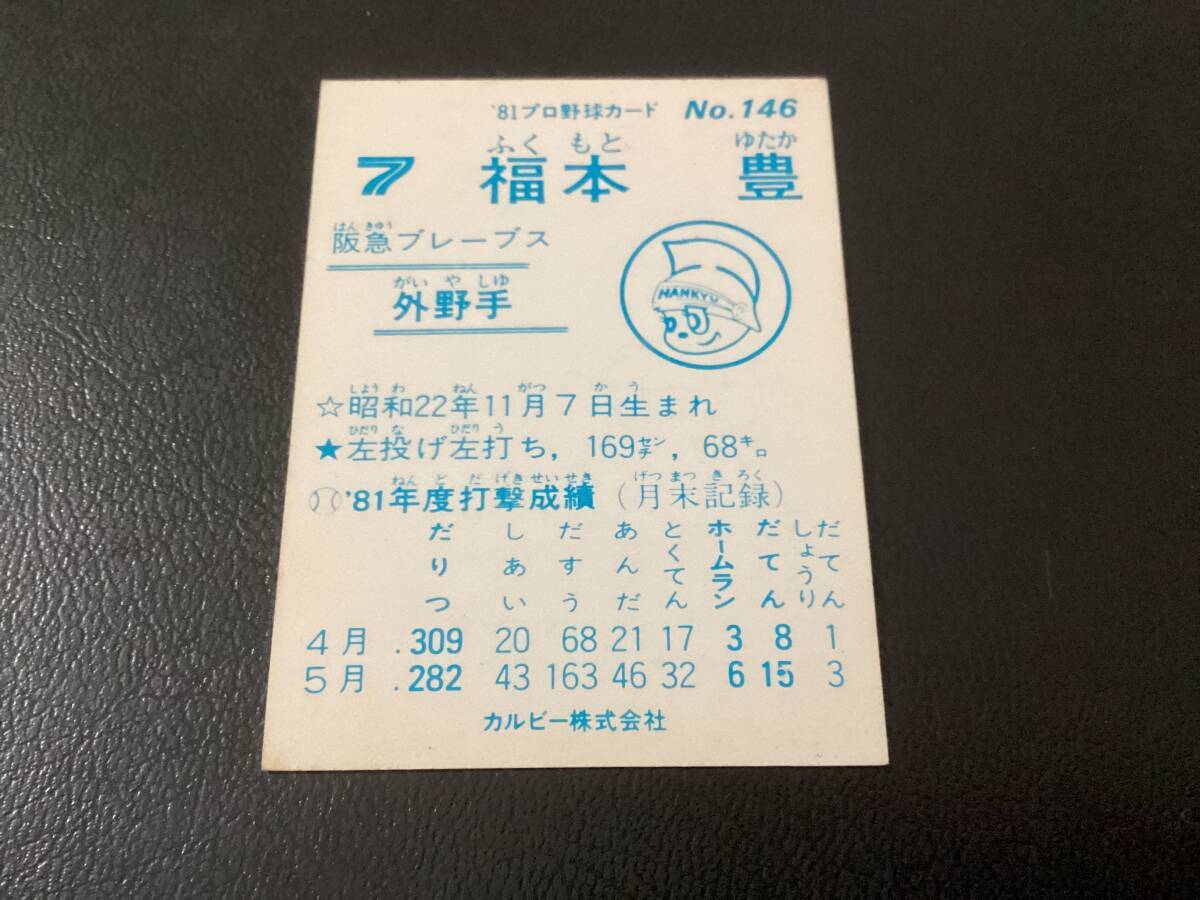 '81プロ野球カード No.146
ふく もと ゆたか
7 福本 豊
はん きゆう
阪急ブレーブス
がい や しゆ
外野手
HANKYU
しよう わ ねん がつ か う
☆昭和22年11月7日生まれ
ひだり な ひだり う
★左投げ左打ち, 169センチ, 68キロ
ねん ど だ げき せい せき げつ まつ き ろく
'81年度打撃成績(月末記録)
だりつ しあい だすう あんだ とくてん ホームラン だてん しょうり だてん
4月 .309 20 68 21 17 3 8 1
5月 .282 43 163 46 32 6 15 3
カルビー株式会社